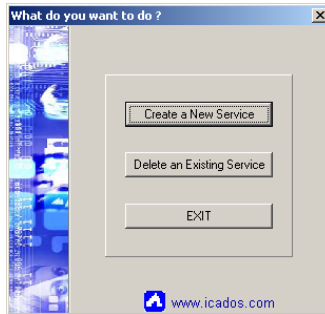 What do you want to do ?
Create a New Service
Delete an Existing Service
EXIT
www.icados.com